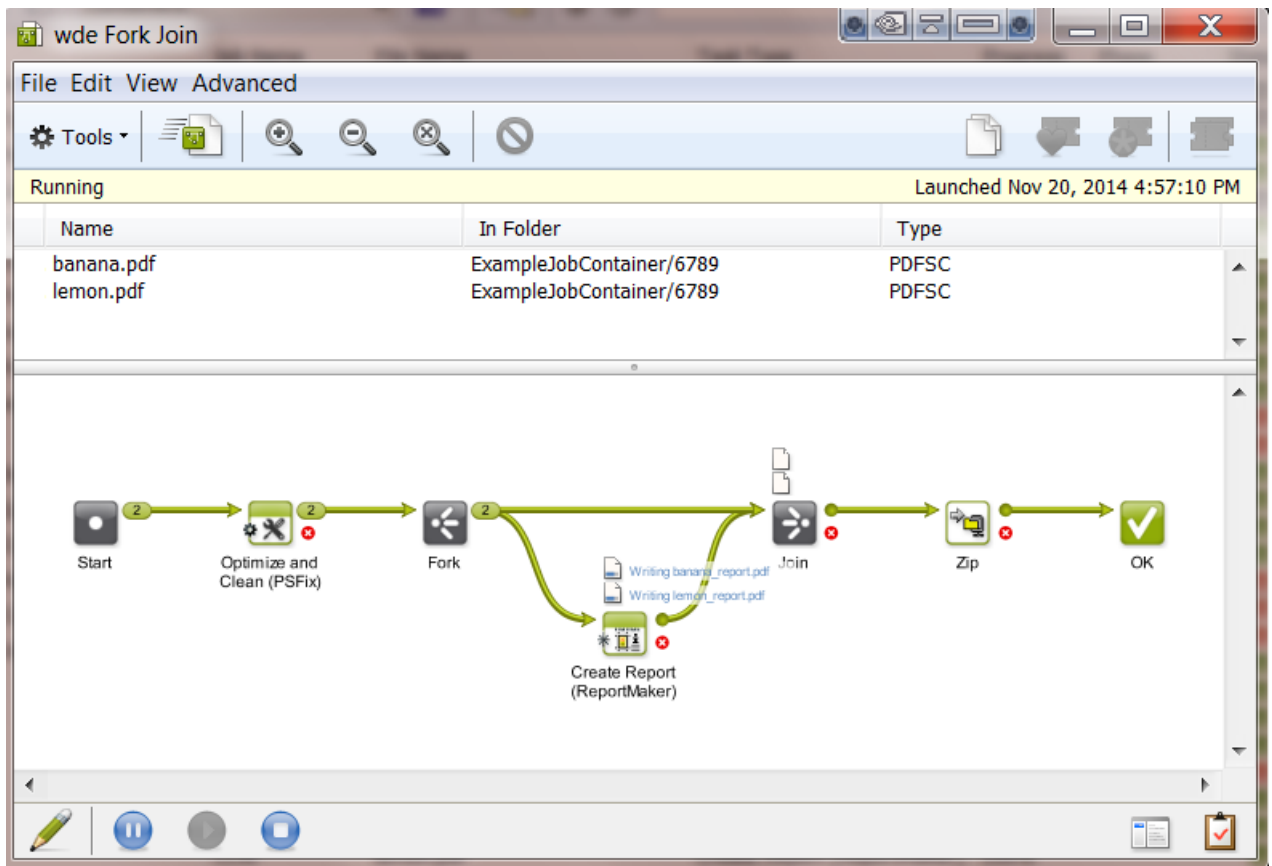 wde Fork Join
File Edit View Advanced
Tools
Running Launched Nov 20, 2014 4:57:10 PM
Name In Folder Type
banana.pdf ExampleJobContainer/6789 PDFSC
lemon.pdf ExampleJobContainer/6789 PDFSC
2 2 2
Start Optimize and Clean (PSFix) Fork Join Zip OK
Writing banana_report.pdf
Writing lemon_report.pdf
Create Report
(ReportMaker)